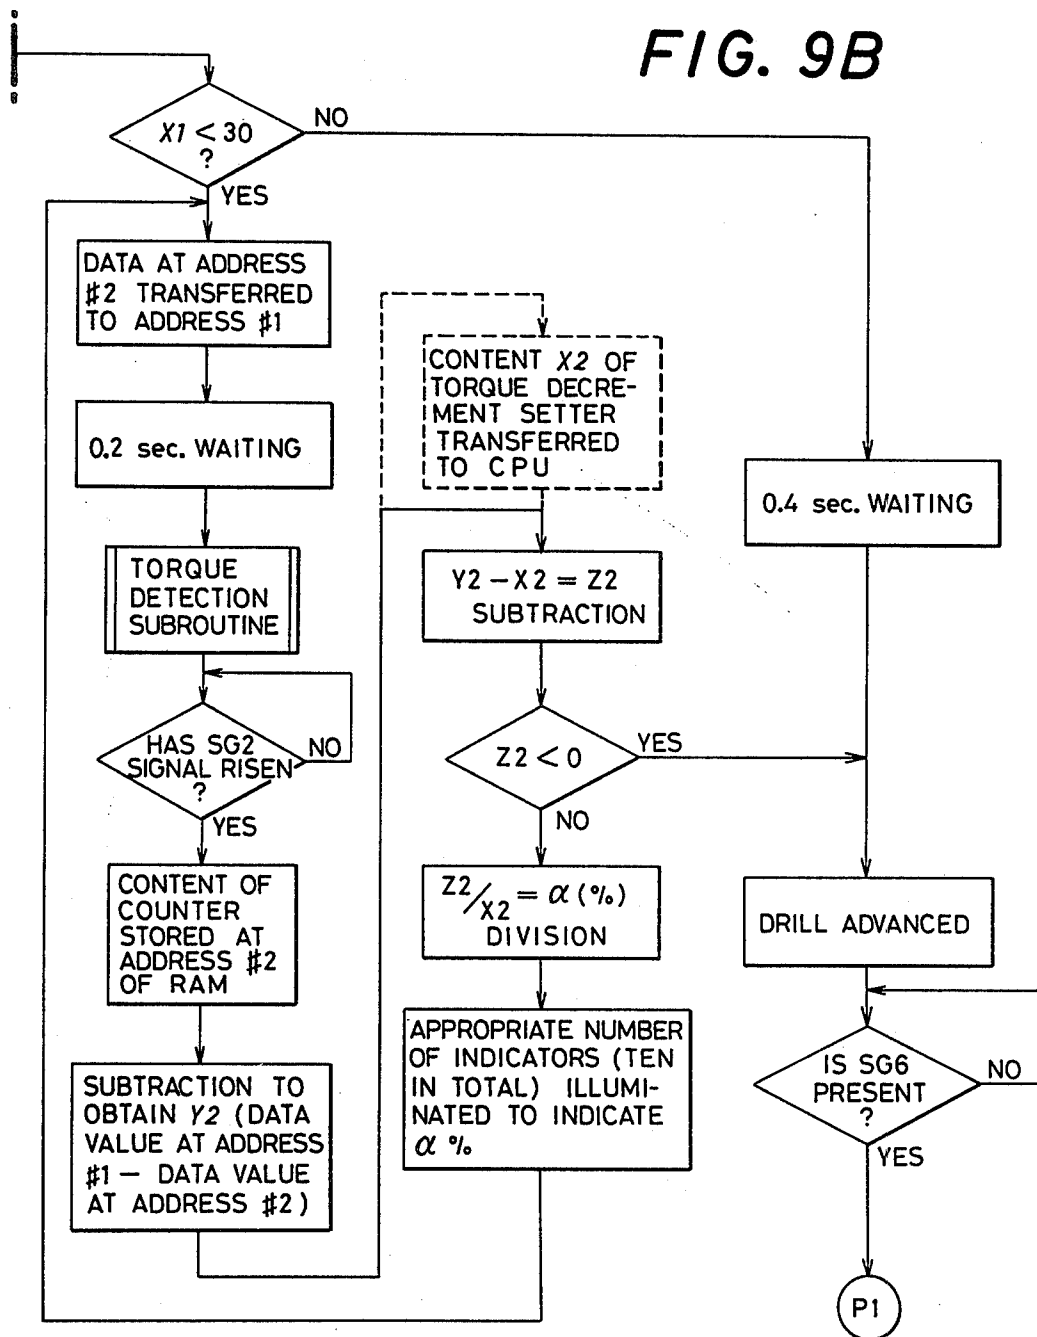 FIG. 9B
X1 < 30
?
NO
YES
DATA AT ADDRESS
#2 TRANSFERRED
TO ADDRESS #1
0.2 sec. WAITING
TORQUE
DETECTION
SUBROUTINE
HAS SG2
SIGNAL RISEN
?
NO
YES
CONTENT OF
COUNTER
STORED AT
ADDRESS #2
OF RAM
SUBTRACTION TO
OBTAIN Y2 (DATA
VALUE AT ADDRESS
#1 — DATA VALUE
AT ADDRESS #2)
CONTENT X2 OF
TORQUE DECRE-
MENT SETTER
TRANSFERRED
TO CPU
Y2 — X2 = Z2
SUBTRACTION
Z2 < 0
YES
NO
Z2/X2 = α (%)
DIVISION
APPROPRIATE NUMBER
OF INDICATORS (TEN
IN TOTAL) ILLUMI-
NATED TO INDICATE
α %
0.4 sec. WAITING
DRILL ADVANCED
IS SG6
PRESENT
?
NO
YES
P1